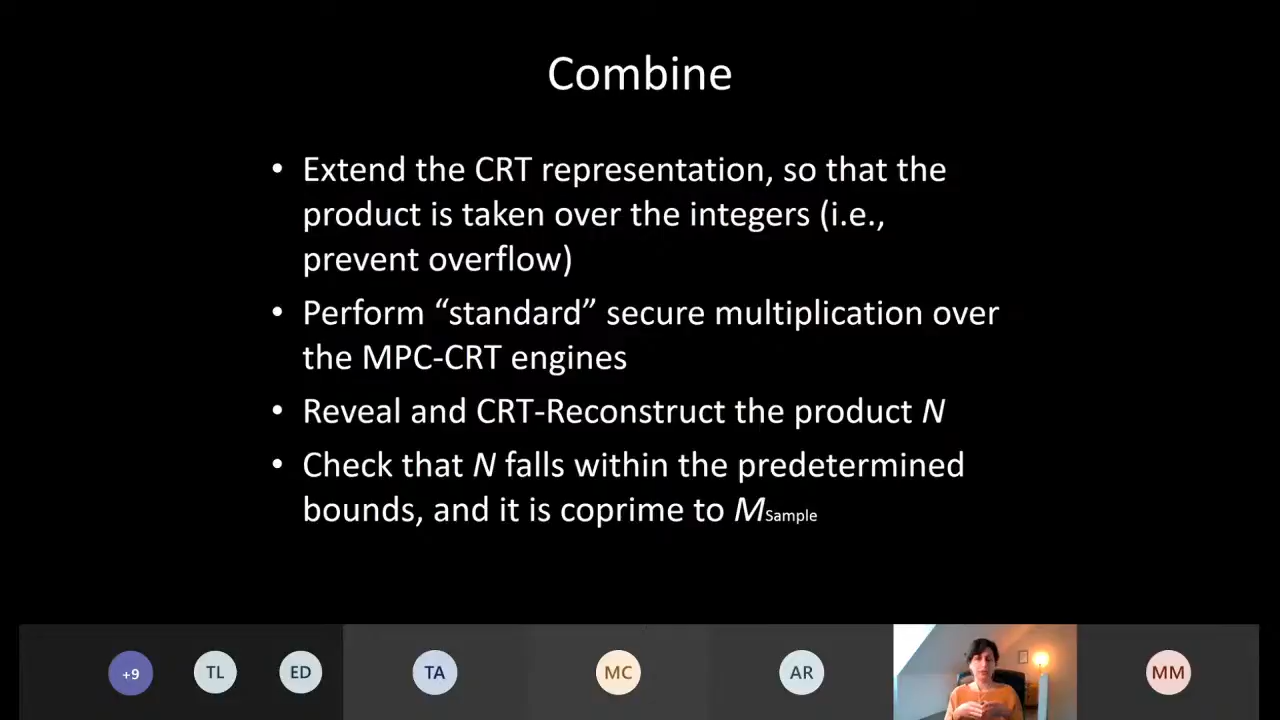 Combine
• Extend the CRT representation, so that the
product is taken over the integers (i.e.,
prevent overflow)
• Perform “standard” secure multiplication over
the MPC-CRT engines
• Reveal and CRT-Reconstruct the product N
• Check that N falls within the predetermined
bounds, and it is coprime to MSample
+9 TL ED TA MC AR MM